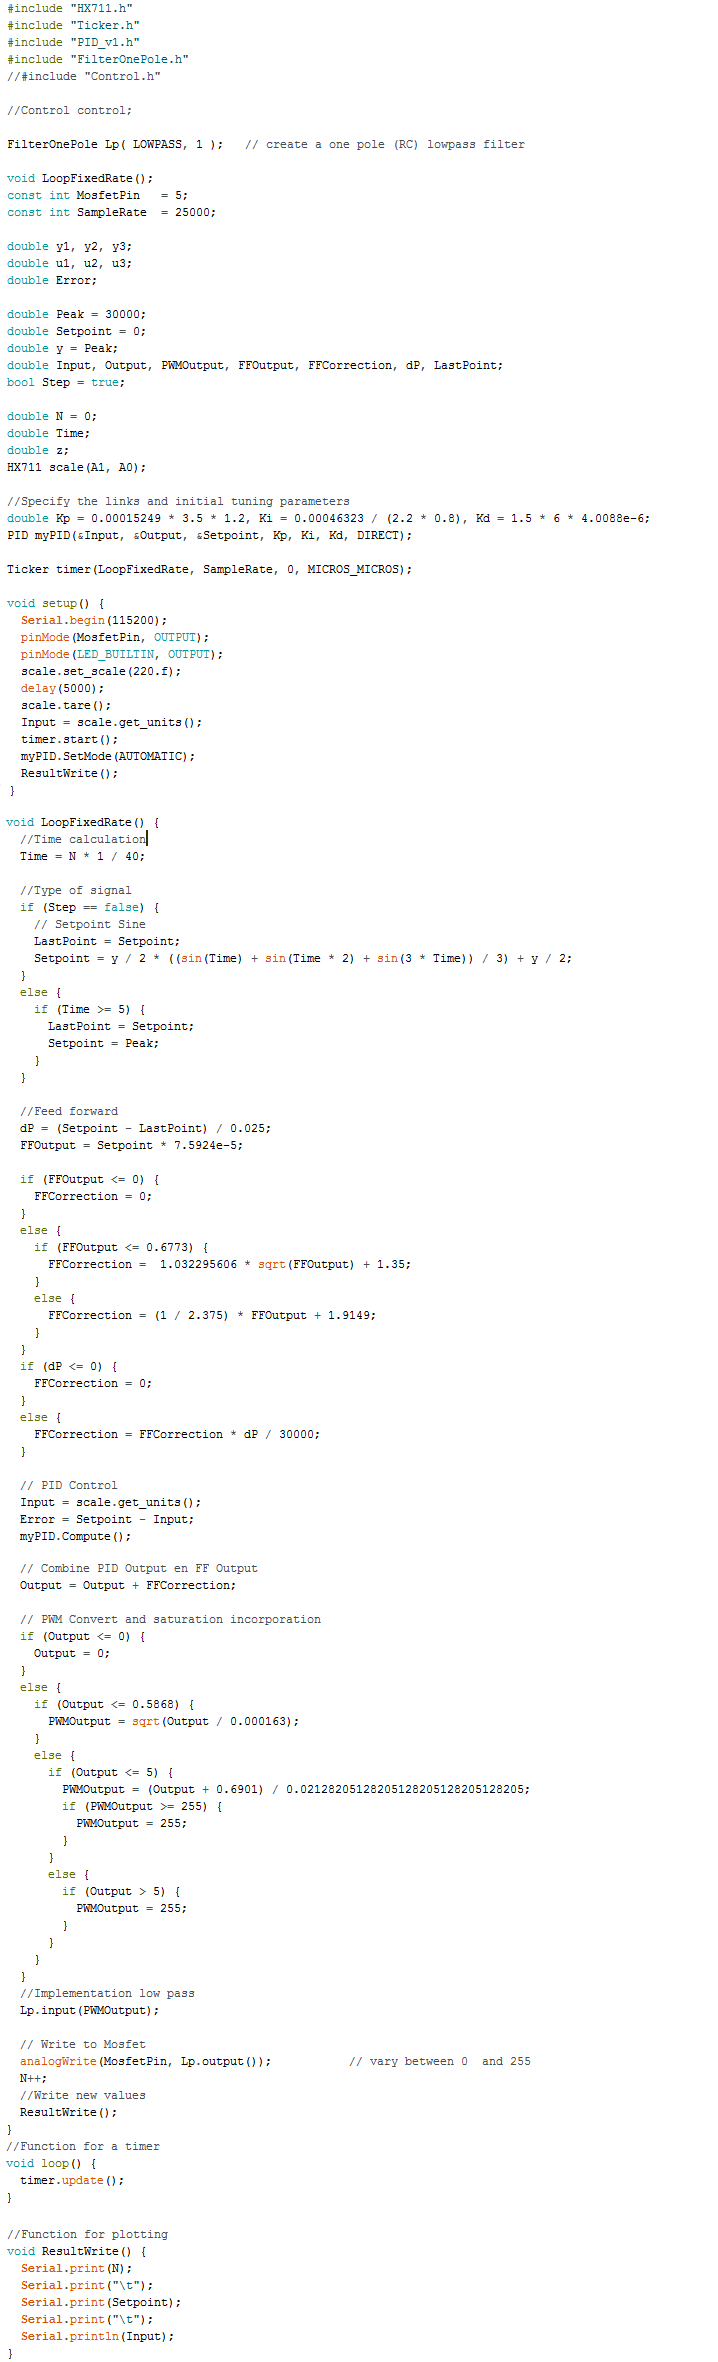 #include "HX711.h"
#include "Ticker.h"
#include "PID_v1.h"
#include "FilterOnePole.h"
//#include "Control.h"

//Control control;

FilterOnePole Lp( LOWPASS, 1 );   // create a one pole (RC) lowpass filter

void LoopFixedRate();
const int MosfetPin   = 5;
const int SampleRate  = 25000;

double y1, y2, y3;
double u1, u2, u3;
double Error;

double Peak = 30000;
double Setpoint = 0;
double y = Peak;
double Input, Output, PWMOutput, FFOutput, FFCorrection, dP, LastPoint;
bool Step = true;

double N = 0;
double Time;
double z;
HX711 scale(A1, A0);

//Specify the links and initial tuning parameters
double Kp = 0.00015249 * 3.5 * 1.2, Ki = 0.00046323 / (2.2 * 0.8), Kd = 1.5 * 6 * 4.0088e-6;
PID myPID(&Input, &Output, &Setpoint, Kp, Ki, Kd, DIRECT);

Ticker timer(LoopFixedRate, SampleRate, 0, MICROS_MICROS);

void setup() {
  Serial.begin(115200);
  pinMode(MosfetPin, OUTPUT);
  pinMode(LED_BUILTIN, OUTPUT);
  scale.set_scale(220.f);
  delay(5000);
  scale.tare();
  Input = scale.get_units();
  timer.start();
  myPID.SetMode(AUTOMATIC);
  ResultWrite();
}

void LoopFixedRate() {
  //Time calculation
  Time = N * 1 / 40;

  //Type of signal
  if (Step == false) {
    // Setpoint Sine
    LastPoint = Setpoint;
    Setpoint = y / 2 * ((sin(Time) + sin(Time * 2) + sin(3 * Time)) / 3) + y / 2;
  }
  else {
    if (Time >= 5) {
      LastPoint = Setpoint;
      Setpoint = Peak;
    }
  }

  //Feed forward
  dP = (Setpoint - LastPoint) / 0.025;
  FFOutput = Setpoint * 7.5924e-5;

  if (FFOutput <= 0) {
    FFCorrection = 0;
  }
  else {
    if (FFOutput <= 0.6773) {
      FFCorrection =  1.032295606 * sqrt(FFOutput) + 1.35;
    }
    else {
      FFCorrection = (1 / 2.375) * FFOutput + 1.9149;
    }
  }
  if (dP <= 0) {
    FFCorrection = 0;
  }
  else {
    FFCorrection = FFCorrection * dP / 30000;
  }

  // PID Control
  Input = scale.get_units();
  Error = Setpoint - Input;
  myPID.Compute();

  // Combine PID Output en FF Output
  Output = Output + FFCorrection;

  // PWM Convert and saturation incorporation
  if (Output <= 0) {
    Output = 0;
  }
  else {
    if (Output <= 0.5868) {
      PWMOutput = sqrt(Output / 0.000163);
    }
    else {
      if (Output <= 5) {
        PWMOutput = (Output + 0.6901) / 0.021282051282051282051282051282​05;
        if (PWMOutput >= 255) {
          PWMOutput = 255;
        }
      }
      else {
        if (Output > 5) {
          PWMOutput = 255;
        }
      }
    }
  }
  //Implementation low pass
  Lp.input(PWMOutput);

  // Write to Mosfet
  analogWrite(MosfetPin, Lp.output());           // vary between 0  and 255
  N++;
  //Write new values
  ResultWrite();
}
//Function for a timer
void loop() {
  timer.update();
}

//Function for plotting
void ResultWrite() {
  Serial.print(N);
  Serial.print("\t");
  Serial.print(Setpoint);
  Serial.print("\t");
  Serial.println(Input);
}